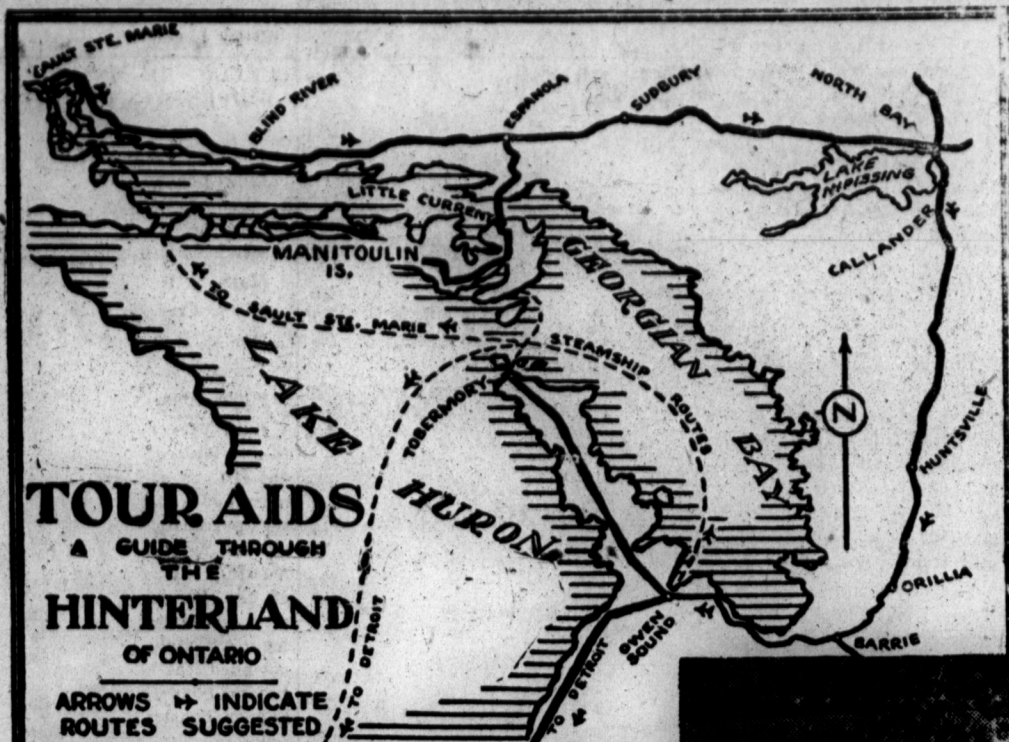 SAULT STE. MARIE
BLIND RIVER
ESPANOLA
SUDBURY
NORTH BAY
LAKE
NIPISSING
CALLANDER
LITTLE CURRENT
MANITOULIN
IS.
GEORGIAN
BAY
TO SAULT STE. MARIE
STEAMSHIP
ROUTES
TOBERMORY
LAKE
HURON
N
HUNTSVILLE
ORILLIA
BARRIE
OWEN
SOUND
TO DETROIT
TO DETROIT
TOUR AIDS
A GUIDE THROUGH
THE
HINTERLAND
OF ONTARIO
ARROWS INDICATE
ROUTES SUGGESTED